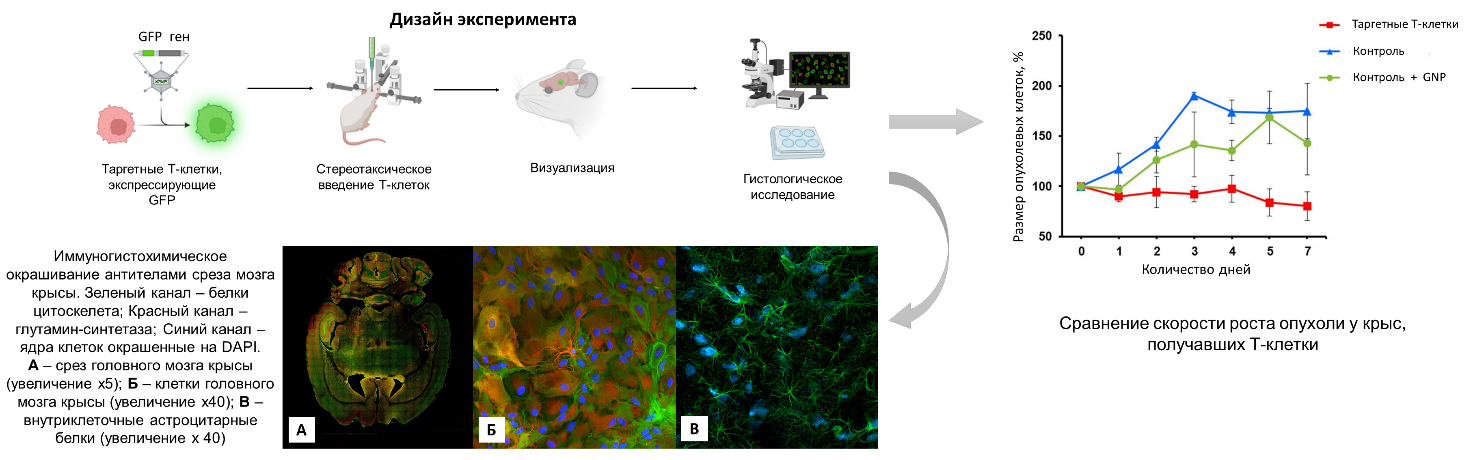 Дизайн эксперимента
GFP ген
Таргетные Т-клетки,
экспрессирующие
GFP
Стереотаксическое
введение Т-клеток
Визуализация
Гистологическое
исследование
Иммуногистохимическое
окрашивание антителами среза мозга
крысы. Зеленый канал – белки
цитоскелета; Красный канал –
глутамин-синтетаза; Синий канал –
ядра клеток окрашенные на DAPI.
А – срез головного мозга крысы
(увеличение х5); Б – клетки головного
мозга крысы (увеличение х40); В –
внутриклеточные астроцитарные
белки (увеличение х 40)
А
Б
В
Таргетные Т-клетки
Контроль
Контроль + GNP
Размер опухолевых клеток, %
250
200
150
100
50
0 1 2 3 4 5 7
Количество дней
Сравнение скорости роста опухоли у крыс,
получавших Т-клетки